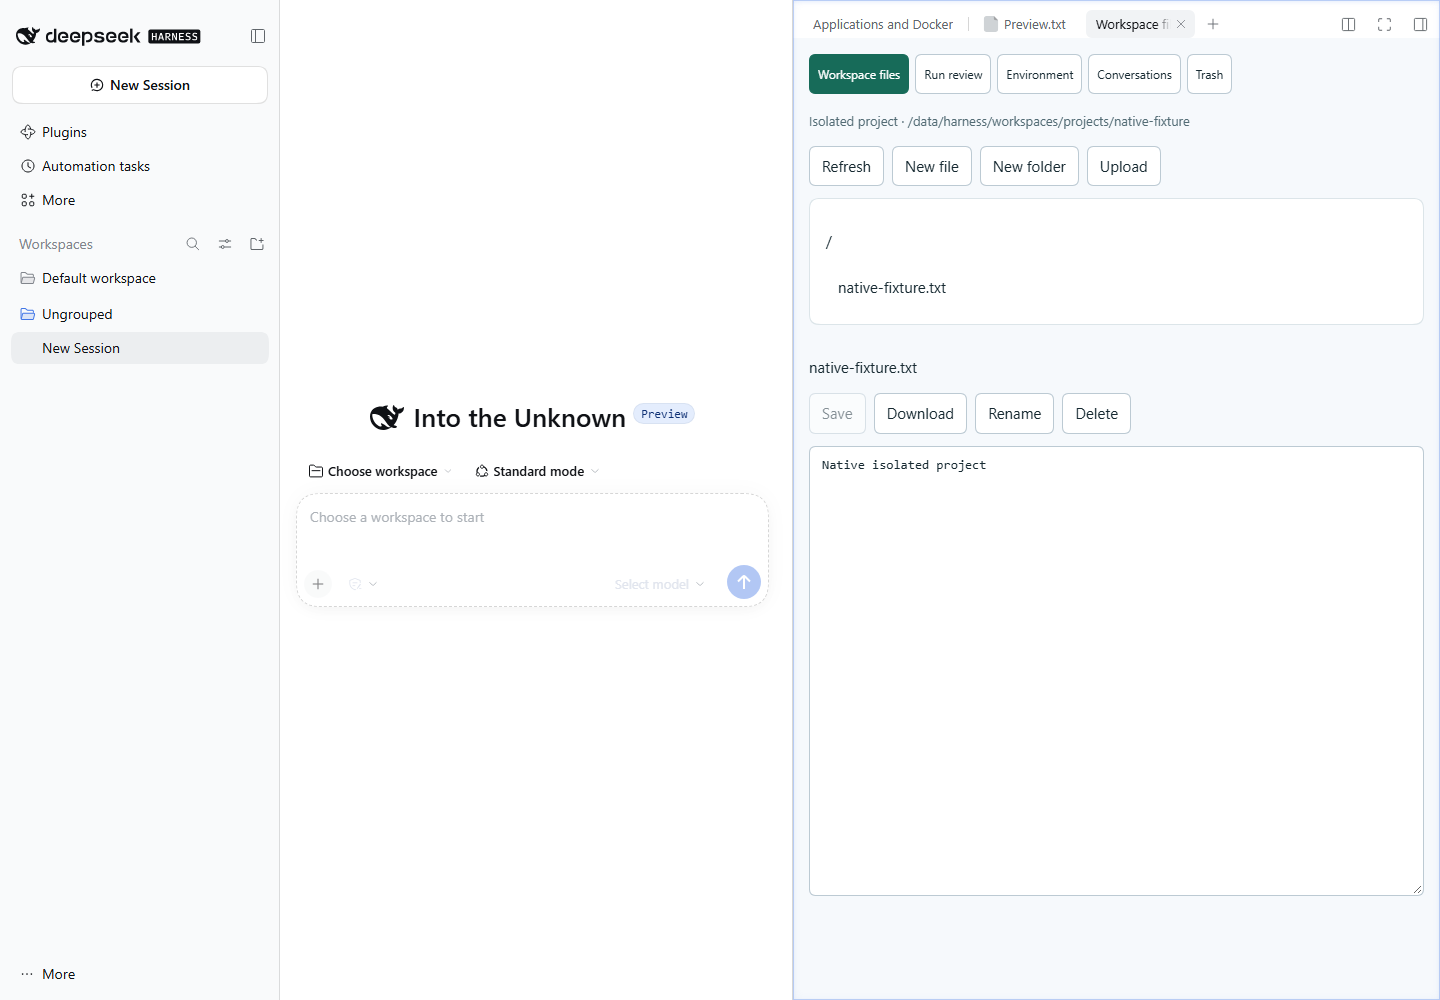 deepseek HARNESS
New Session
Plugins
Automation tasks
More
Workspaces
Default workspace
Ungrouped
New Session
More
Into the Unknown Preview
Choose workspace Standard mode
Choose a workspace to start
Select model
Applications and Docker Preview.txt Workspace fi
Workspace files Run review Environment Conversations Trash
Isolated project · /data/harness/workspaces/projects/native-fixture
Refresh New file New folder Upload
/
native-fixture.txt
native-fixture.txt
Save Download Rename Delete
Native isolated project